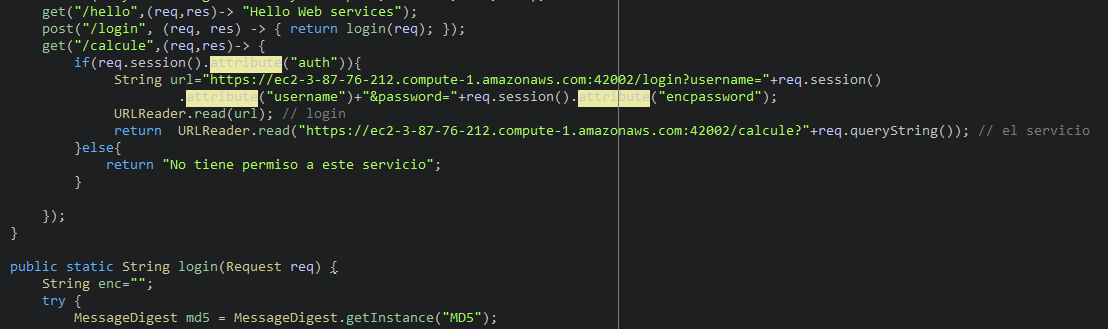 get("/hello",(req,res)-> "Hello Web services");
post("/login", (req, res) -> { return login(req); });
get("/calcule",(req,res)-> {
if(req.session().attribute("auth")){
String url="https://ec2-3-87-76-212.compute-1.amazonaws.com:42002/login?username="+req.session()
.attribute("username")+"&password="+req.session().attribute("encpassword");
URLReader.read(url); // login
return  URLReader.read("https://ec2-3-87-76-212.compute-1.amazonaws.com:42002/calcule?"+req.queryString()); // el servicio
}else{
return "No tiene permiso a este servicio";
}
});
}
public static String login(Request req) {
String enc="";
try {
MessageDigest md5 = MessageDigest.getInstance("MD5");